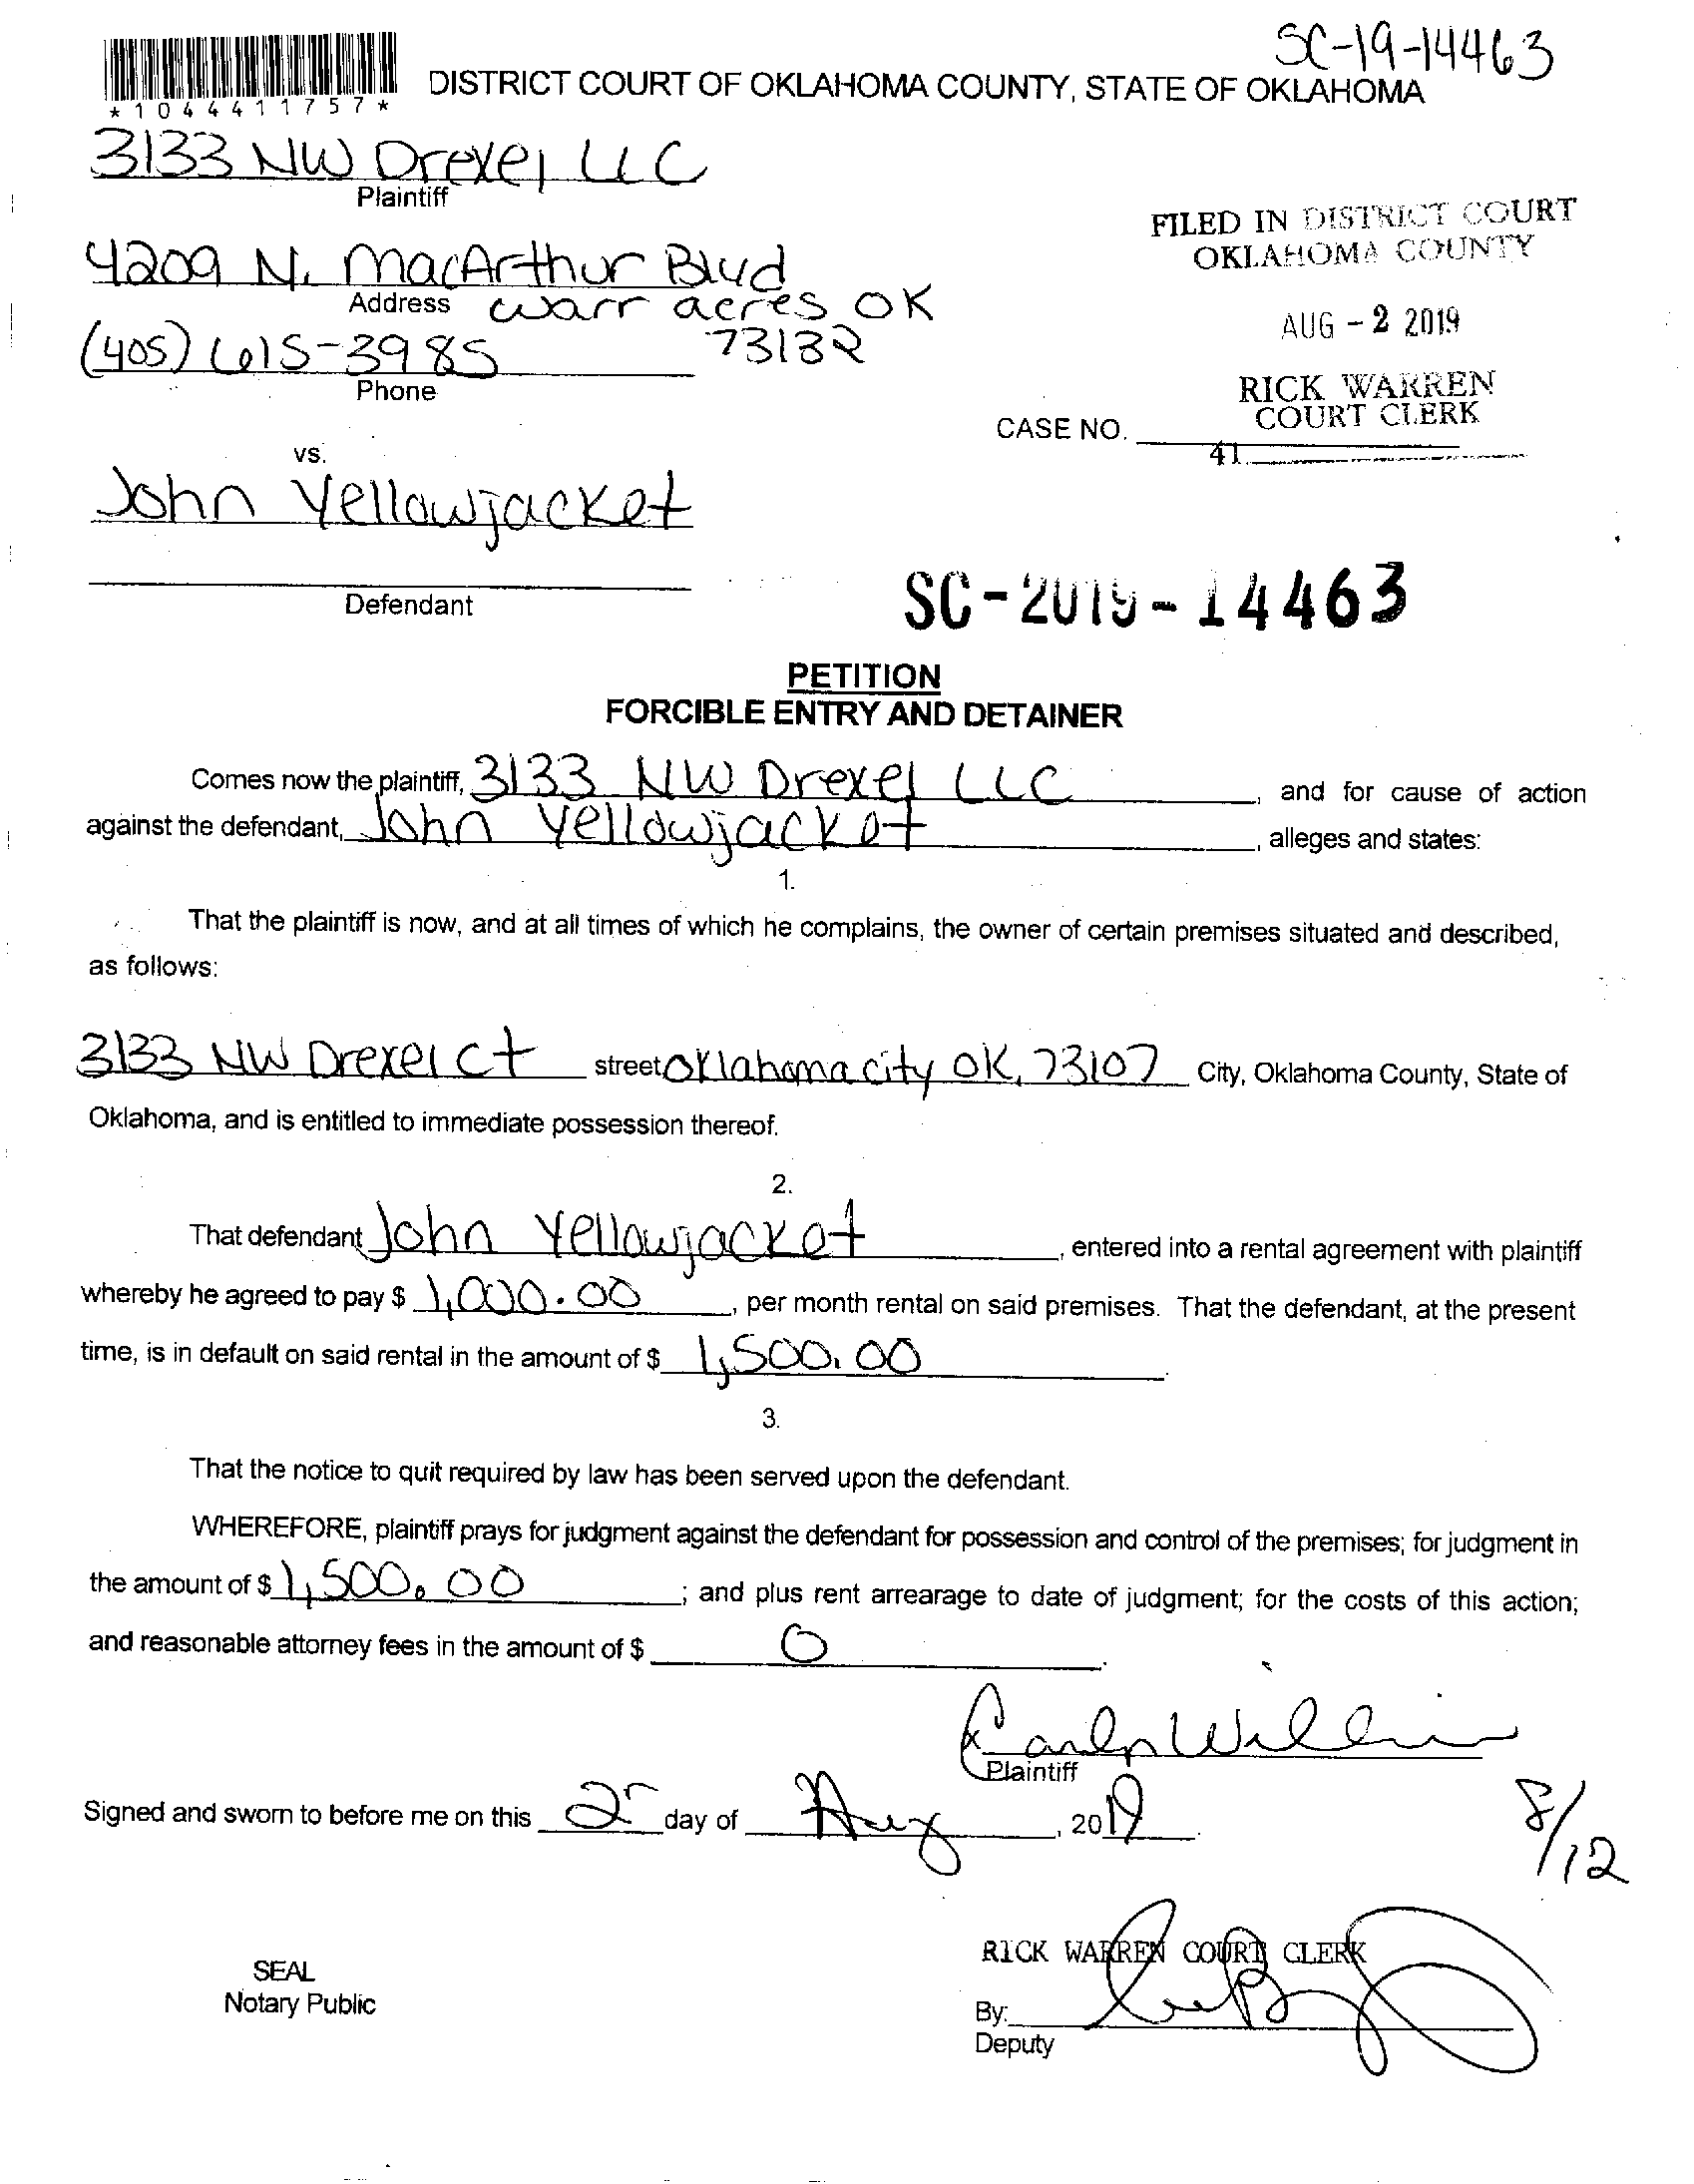 SC-19-14463
*1044411757*
DISTRICT COURT OF OKLAHOMA COUNTY, STATE OF OKLAHOMA
3133 NW Drexel LLC
Plaintiff
FILED IN DISTRICT COURT
OKLAHOMA COUNTY
4209 N. MacArthur Blvd
Address warr acres OK
73132
AUG - 2 2019
(405) 615-3985
Phone
RICK WARREN
COURT CLERK
CASE NO.
41
vs.
John Yellowjacket
Defendant
SC-2019-14463
PETITION
FORCIBLE ENTRY AND DETAINER
Comes now the plaintiff, 3133 NW Drexel LLC, and for cause of action
against the defendant, John Yellowjacket, alleges and states:
1.
That the plaintiff is now, and at all times of which he complains, the owner of certain premises situated and described,
as follows:
3133 NW Drexel Ct street Oklahoma city OK, 73107 City, Oklahoma County, State of
Oklahoma, and is entitled to immediate possession thereof.
2.
That defendant John Yellowjacket, entered into a rental agreement with plaintiff
whereby he agreed to pay $ 1,000.00, per month rental on said premises. That the defendant, at the present
time, is in default on said rental in the amount of $ 1,500.00.
3.
That the notice to quit required by law has been served upon the defendant.
WHEREFORE, plaintiff prays for judgment against the defendant for possession and control of the premises; for judgment in
the amount of $ 1,500.00; and plus rent arrearage to date of judgment; for the costs of this action;
and reasonable attorney fees in the amount of $ 0.
Plaintiff
Signed and sworn to before me on this 2 day of Aug, 2019.
8/12
RICK WARREN COURT CLERK
SEAL
Notary Public
By:
Deputy